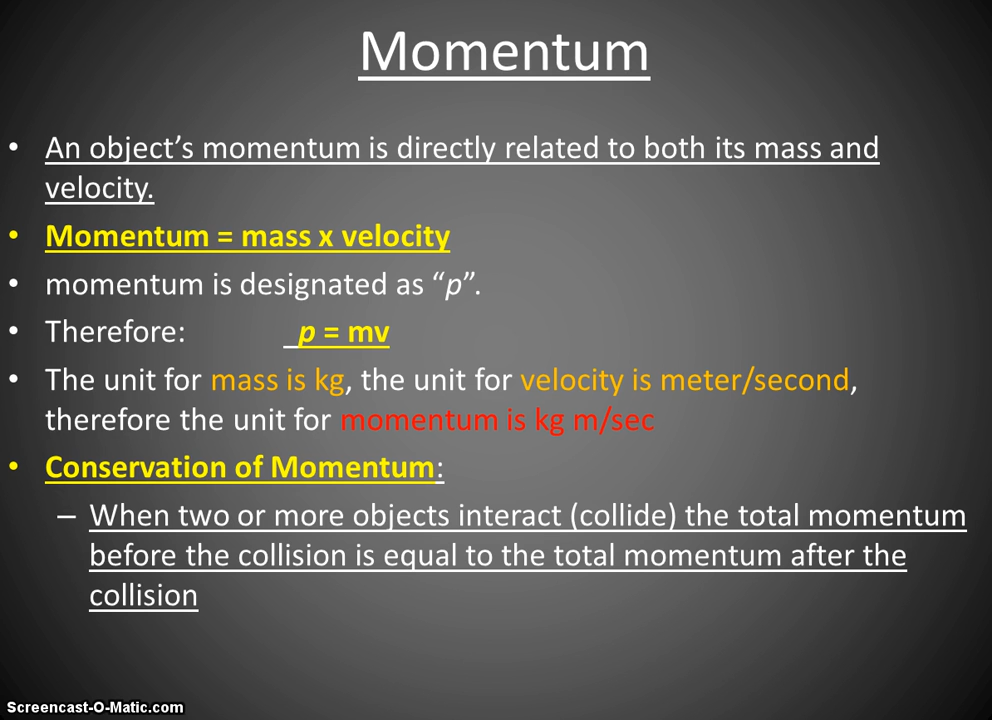 Momentum
• An object’s momentum is directly related to both its mass and
velocity.
• Momentum = mass x velocity
• momentum is designated as “p”.
• Therefore: p = mv
• The unit for mass is kg, the unit for velocity is meter/second,
therefore the unit for momentum is kg m/sec
• Conservation of Momentum:
– When two or more objects interact (collide) the total momentum
before the collision is equal to the total momentum after the
collision
Screencast-O-Matic.com